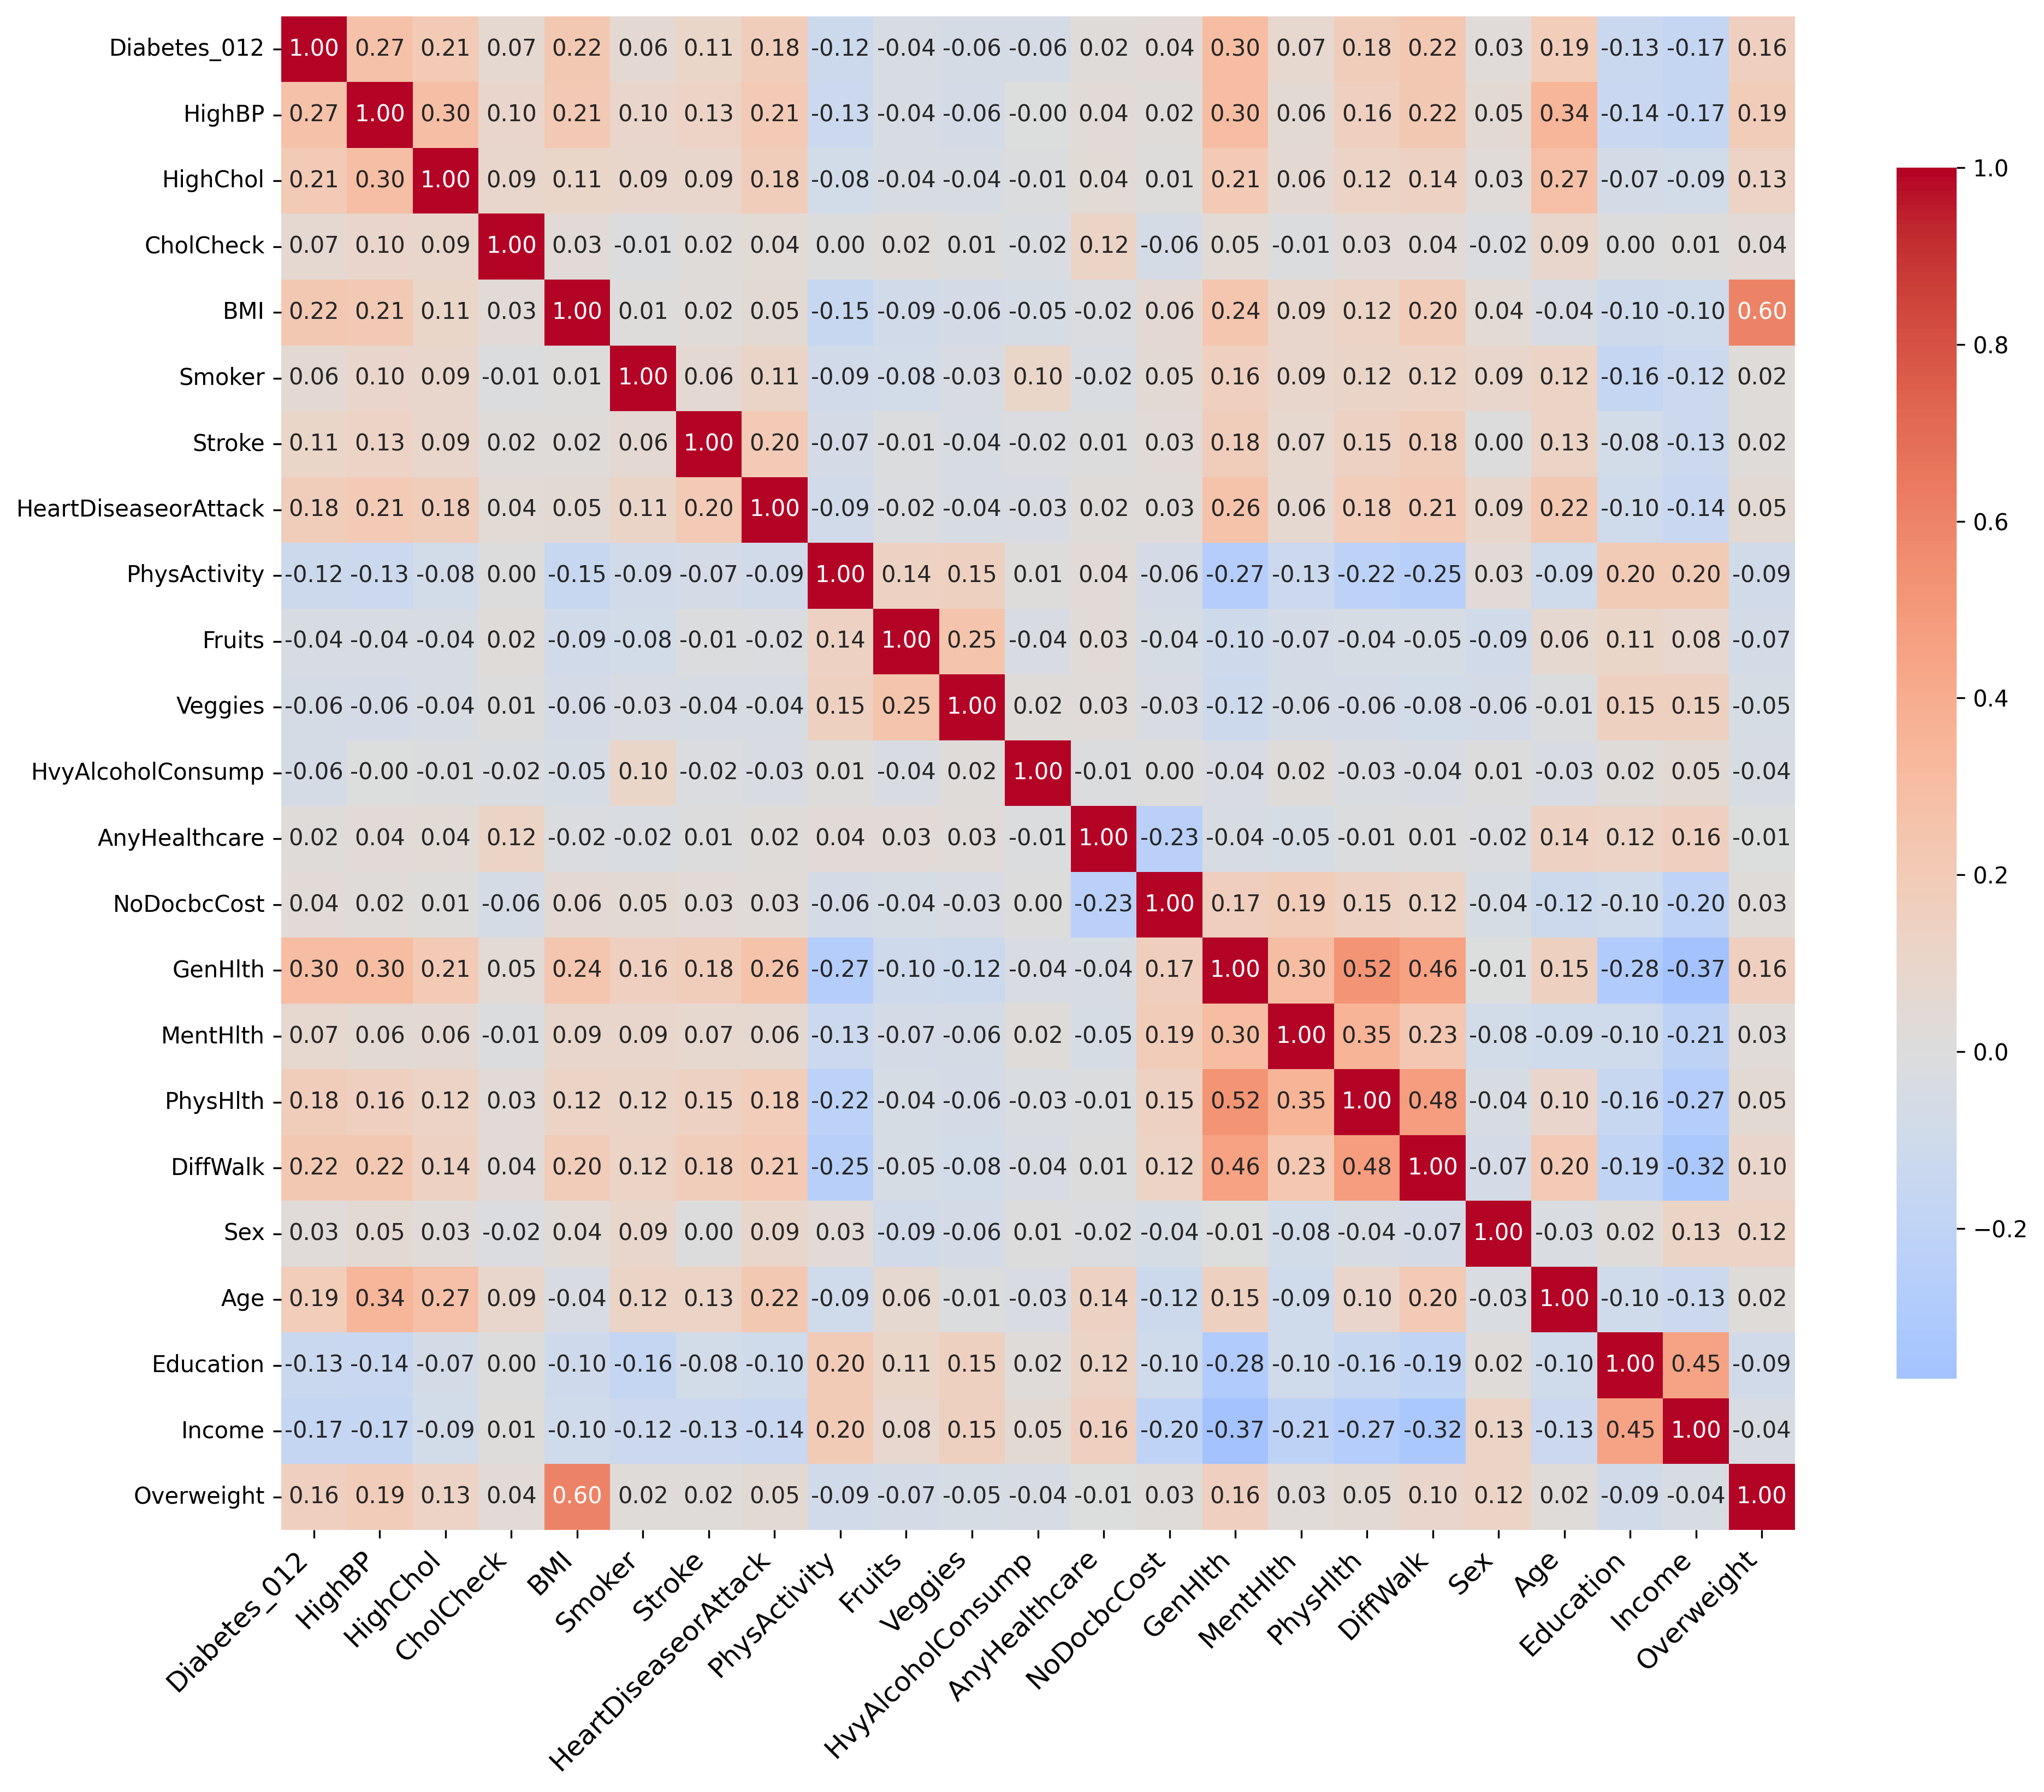 Diabetes_012 1.00 0.27 0.21 0.07 0.22 0.06 0.11 0.18 -0.12 -0.04 -0.06 -0.06 0.02 0.04 0.30 0.07 0.18 0.22 0.03 0.19 -0.13 -0.17 0.16
HighBP 0.27 1.00 0.30 0.10 0.21 0.10 0.13 0.21 -0.13 -0.04 -0.06 -0.00 0.04 0.02 0.30 0.06 0.16 0.22 0.05 0.34 -0.14 -0.17 0.19
HighChol 0.21 0.30 1.00 0.09 0.11 0.09 0.09 0.18 -0.08 -0.04 -0.04 -0.01 0.04 0.01 0.21 0.06 0.12 0.14 0.03 0.27 -0.07 -0.09 0.13
CholCheck 0.07 0.10 0.09 1.00 0.03 -0.01 0.02 0.04 0.00 0.02 0.01 -0.02 0.12 -0.06 0.05 -0.01 0.03 0.04 -0.02 0.09 0.00 0.01 0.04
BMI 0.22 0.21 0.11 0.03 1.00 0.01 0.02 0.05 -0.15 -0.09 -0.06 -0.05 -0.02 0.06 0.24 0.09 0.12 0.20 0.04 -0.04 -0.10 -0.10 0.60
Smoker 0.06 0.10 0.09 -0.01 0.01 1.00 0.06 0.11 -0.09 -0.08 -0.03 0.10 -0.02 0.05 0.16 0.09 0.12 0.12 0.09 0.12 -0.16 -0.12 0.02
Stroke 0.11 0.13 0.09 0.02 0.02 0.06 1.00 0.20 -0.07 -0.01 -0.04 -0.02 0.01 0.03 0.18 0.07 0.15 0.18 0.00 0.13 -0.08 -0.13 0.02
HeartDiseaseorAttack 0.18 0.21 0.18 0.04 0.05 0.11 0.20 1.00 -0.09 -0.02 -0.04 -0.03 0.02 0.03 0.26 0.06 0.18 0.21 0.09 0.22 -0.10 -0.14 0.05
PhysActivity -0.12 -0.13 -0.08 0.00 -0.15 -0.09 -0.07 -0.09 1.00 0.14 0.15 0.01 0.04 -0.06 -0.27 -0.13 -0.22 -0.25 0.03 -0.09 0.20 0.20 -0.09
Fruits -0.04 -0.04 -0.04 0.02 -0.09 -0.08 -0.01 -0.02 0.14 1.00 0.25 -0.04 0.03 -0.04 -0.10 -0.07 -0.04 -0.05 -0.09 0.06 0.11 0.08 -0.07
Veggies -0.06 -0.06 -0.04 0.01 -0.06 -0.03 -0.04 -0.04 0.15 0.25 1.00 0.02 0.03 -0.03 -0.12 -0.06 -0.06 -0.08 -0.06 -0.01 0.15 0.15 -0.05
HvyAlcoholConsump -0.06 -0.00 -0.01 -0.02 -0.05 0.10 -0.02 -0.03 0.01 -0.04 0.02 1.00 -0.01 0.00 -0.04 0.02 -0.03 -0.04 0.01 -0.03 0.02 0.05 -0.04
AnyHealthcare 0.02 0.04 0.04 0.12 -0.02 -0.02 0.01 0.02 0.04 0.03 0.03 -0.01 1.00 -0.23 -0.04 -0.05 -0.01 0.01 -0.02 0.14 0.12 0.16 -0.01
NoDocbcCost 0.04 0.02 0.01 -0.06 0.06 0.05 0.03 0.03 -0.06 -0.04 -0.03 0.00 -0.23 1.00 0.17 0.19 0.15 0.12 -0.04 -0.12 -0.10 -0.20 0.03
GenHlth 0.30 0.30 0.21 0.05 0.24 0.16 0.18 0.26 -0.27 -0.10 -0.12 -0.04 -0.04 0.17 1.00 0.30 0.52 0.46 -0.01 0.15 -0.28 -0.37 0.16
MentHlth 0.07 0.06 0.06 -0.01 0.09 0.09 0.07 0.06 -0.13 -0.07 -0.06 0.02 -0.05 0.19 0.30 1.00 0.35 0.23 -0.08 -0.09 -0.10 -0.21 0.03
PhysHlth 0.18 0.16 0.12 0.03 0.12 0.12 0.15 0.18 -0.22 -0.04 -0.06 -0.03 -0.01 0.15 0.52 0.35 1.00 0.48 -0.04 0.10 -0.16 -0.27 0.05
DiffWalk 0.22 0.22 0.14 0.04 0.20 0.12 0.18 0.21 -0.25 -0.05 -0.08 -0.04 0.01 0.12 0.46 0.23 0.48 1.00 -0.07 0.20 -0.19 -0.32 0.10
Sex 0.03 0.05 0.03 -0.02 0.04 0.09 0.00 0.09 0.03 -0.09 -0.06 0.01 -0.02 -0.04 -0.01 -0.08 -0.04 -0.07 1.00 -0.03 0.02 0.13 0.12
Age 0.19 0.34 0.27 0.09 -0.04 0.12 0.13 0.22 -0.09 0.06 -0.01 -0.03 0.14 -0.12 0.15 -0.09 0.10 0.20 -0.03 1.00 -0.10 -0.13 0.02
Education -0.13 -0.14 -0.07 0.00 -0.10 -0.16 -0.08 -0.10 0.20 0.11 0.15 0.02 0.12 -0.10 -0.28 -0.10 -0.16 -0.19 0.02 -0.10 1.00 0.45 -0.09
Income -0.17 -0.17 -0.09 0.01 -0.10 -0.12 -0.13 -0.14 0.20 0.08 0.15 0.05 0.16 -0.20 -0.37 -0.21 -0.27 -0.32 0.13 -0.13 0.45 1.00 -0.04
Overweight 0.16 0.19 0.13 0.04 0.60 0.02 0.02 0.05 -0.09 -0.07 -0.05 -0.04 -0.01 0.03 0.16 0.03 0.05 0.10 0.12 0.02 -0.09 -0.04 1.00
Diabetes_012 HighBP HighChol CholCheck BMI Smoker Stroke HeartDiseaseorAttack PhysActivity Fruits Veggies HvyAlcoholConsump AnyHealthcare NoDocbcCost GenHlth MentHlth PhysHlth DiffWalk Sex Age Education Income Overweight
1.0
0.8
0.6
0.4
0.2
0.0
−0.2